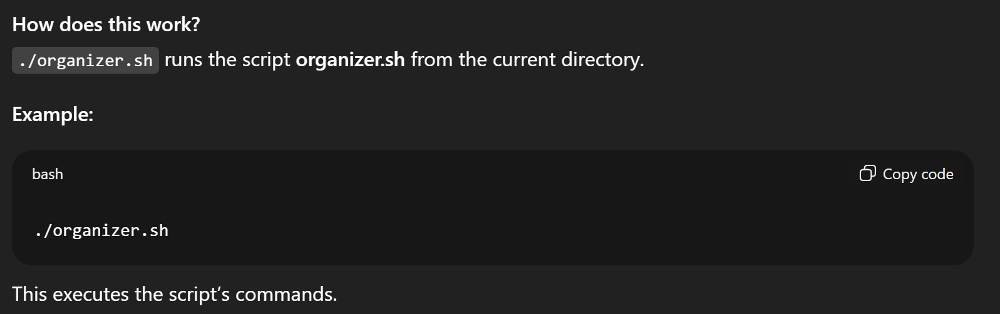 How does this work?
./organizer.sh runs the script organizer.sh from the current directory.
Example:
bash
Copy code
./organizer.sh
This executes the script’s commands.